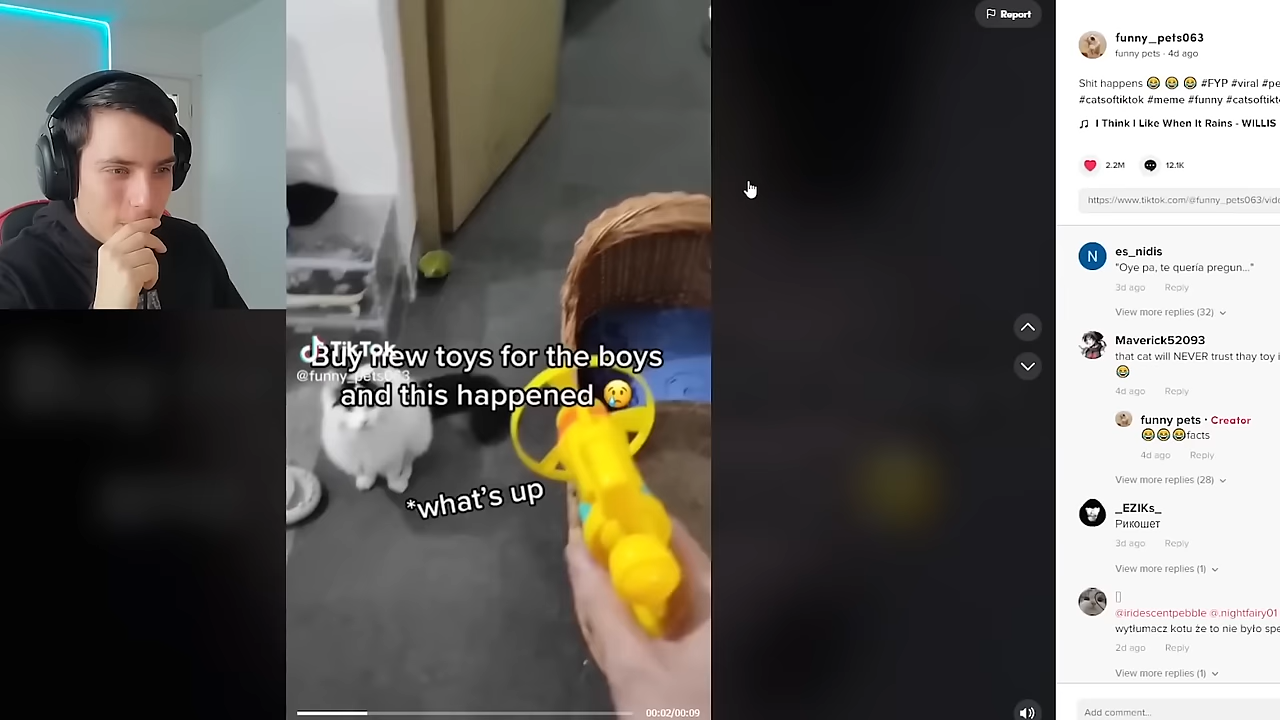 Report
TikTok
@funny_pets063
Buy new toys for the boys
and this happened 😢
*what's up
00:02/00:09
funny_pets063
funny pets · 4d ago
Shit happens 😂 😂 😂 #FYP #viral #pe
#catsoftiktok #meme #funny #catsoftikt
♫ I Think I Like When It Rains - WILLIS
2.2M
12.1K
https://www.tiktok.com/@funny_pets063/vid
N
es_nidis
"Oye pa, te quería pregun..."
3d ago Reply
View more replies (32)
Maverick52093
that cat will NEVER trust thay toy
😂
4d ago Reply
funny pets · Creator
😂😂😂facts
4d ago Reply
View more replies (28)
_EZIKs_
Рикошет
3d ago Reply
View more replies (1)
@iridescentpebble @.nightfairy01
wytłumacz kotu że to nie było spe
2d ago Reply
View more replies (1)
Add comment...